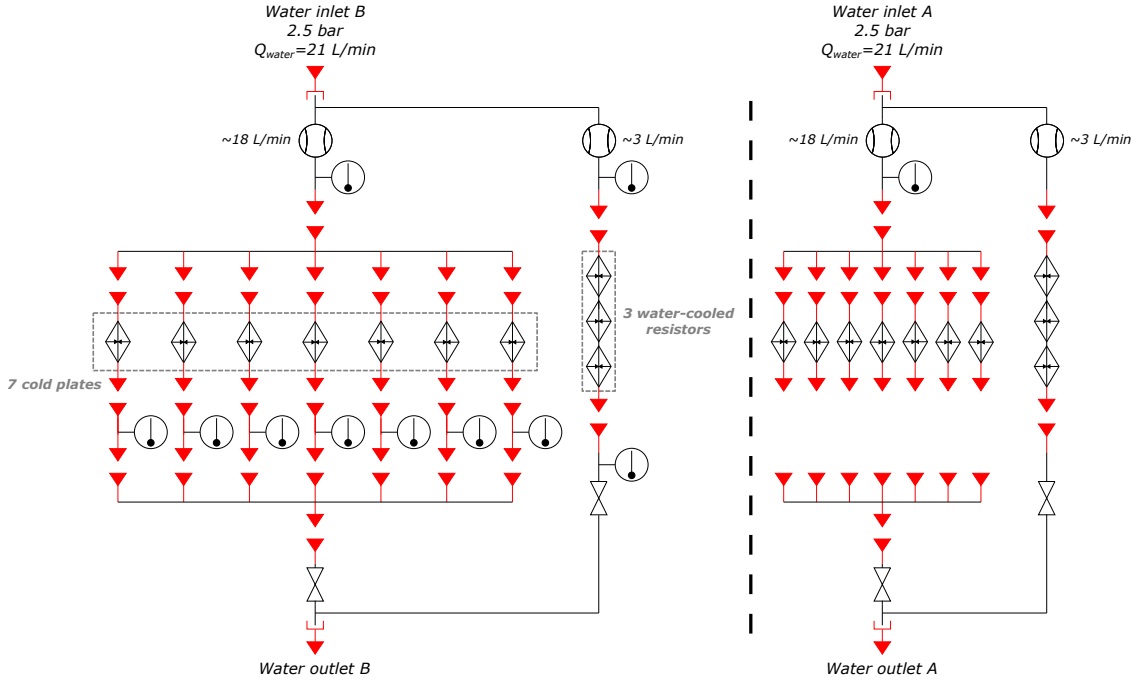 Water inlet B
2.5 bar
Qwater=21 L/min
Water inlet A
2.5 bar
Qwater=21 L/min
~18 L/min
~3 L/min
~18 L/min
~3 L/min
3 water-cooled
resistors
7 cold plates
Water outlet B
Water outlet A